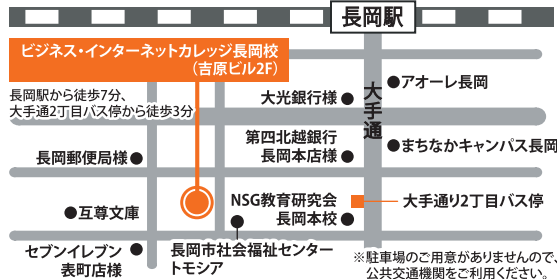 長岡駅
ビジネス・インターネットカレッジ長岡校
(吉原ビル2F)
長岡駅から徒歩7分、
大手通2丁目バス停から徒歩3分
大手通
アオーレ長岡
大光銀行様
第四北越銀行
長岡本店様
まちなかキャンパス長岡
長岡郵便局様
NSG教育研究会
長岡本校
大手通り2丁目バス停
互尊文庫
セブンイレブン
表町店様
長岡市社会福祉センター
トモシア
※駐車場のご用意がありませんので、
公共交通機関をご利用ください。